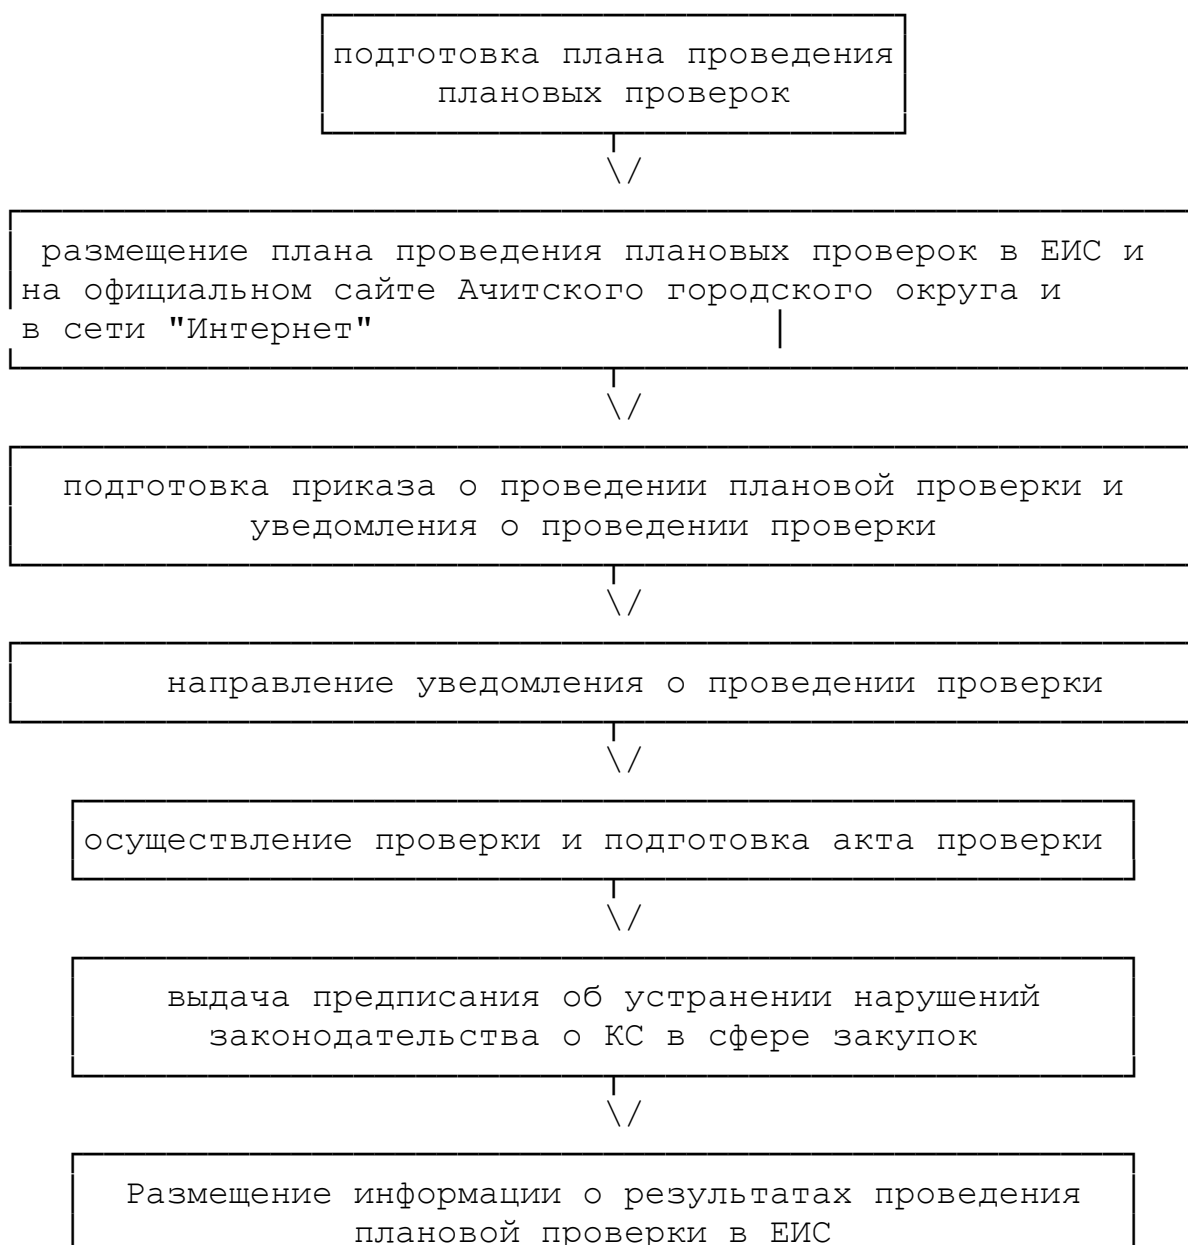 подготовка плана проведения
плановых проверок
\/
размещение плана проведения плановых проверок в ЕИС и
на официальном сайте Ачитского городского округа и
в сети "Интернет"
\/
подготовка приказа о проведении плановой проверки и
уведомления о проведении проверки
\/
направление уведомления о проведении проверки
\/
осуществление проверки и подготовка акта проверки
\/
выдача предписания об устранении нарушений
законодательства о КС в сфере закупок
\/
Размещение информации о результатах проведения
плановой проверки в ЕИС